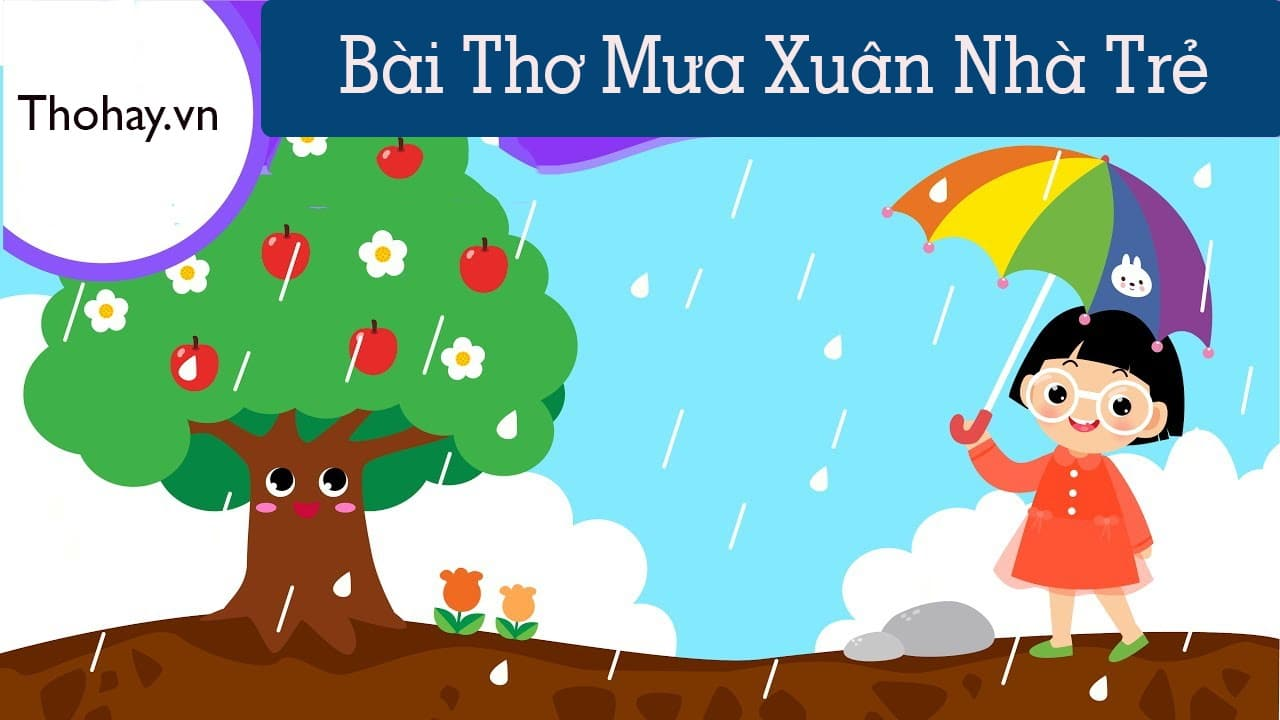 Bài Thơ Mưa Xuân Nhà Trẻ
Thohay.vn